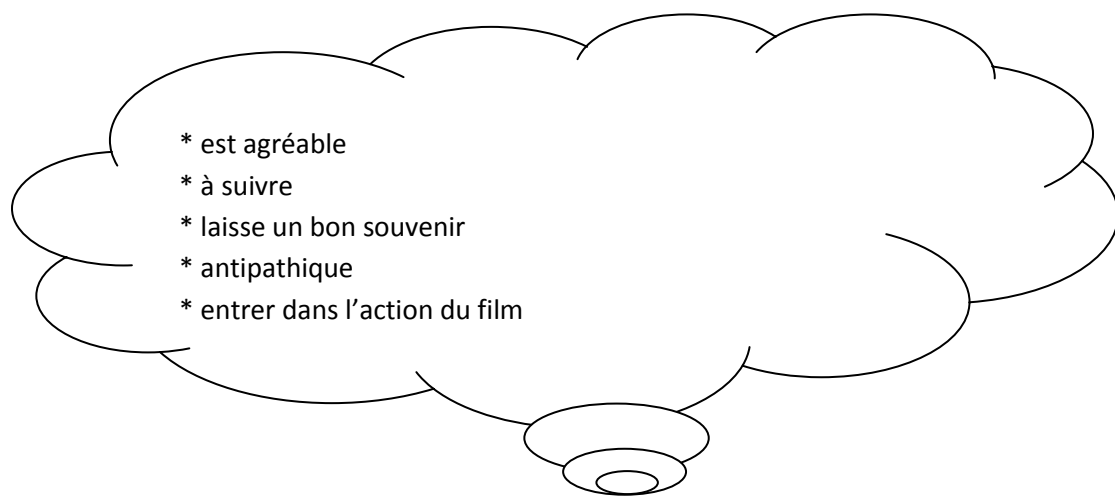 * est agréable
* à suivre
* laisse un bon souvenir
* antipathique
* entrer dans l’action du film